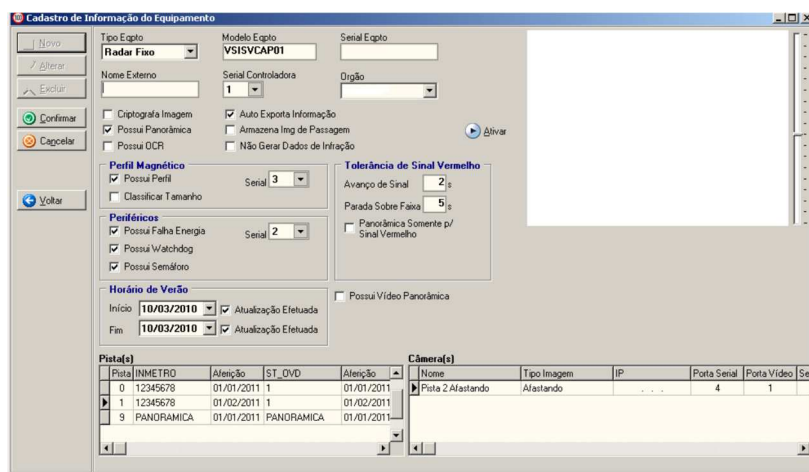 Cadastro de Informação do Equipamento
Novo
Alterar
Excluir
Confirmar
Cancelar
Voltar
Tipo Eqpto Modelo Eqpto Serial Eqpto
Radar Fixo VSISVCAP01
Nome Externo Serial Controladora Orgão
1
Criptografa Imagem Auto Exporta Informação
Possui Panorâmica Armazena Img de Passagem
Possui OCR Não Gerar Dados de Infração
Ativar
Perfil Magnético
Possui Perfil Serial 3
Classificar Tamanho
Periféricos
Possui Falha Energia Serial 2
Possui Watchdog
Possui Semáforo
Tolerância de Sinal Vermelho
Avanço de Sinal 2 s
Parada Sobre Faixa 5 s
Panorâmica Somente p/
Sinal Vermelho
Horário de Verão
Início 10/03/2010 Atualização Efetuada
Fim 10/03/2010 Atualização Efetuada
Possui Vídeo Panorâmica
Pista(s)
Pista INMETRO Aferição ST_OVD Aferição
0 12345678 01/01/2011 1 01/01/2011
1 12345678 01/02/2011 1 01/02/2011
9 PANORAMICA 01/01/2011 PANORAMICA 01/01/2011
Câmera(s)
Nome Tipo Imagem IP Porta Serial Porta Vídeo Se
Pista 2 Afastando Afastando . . . 4 1